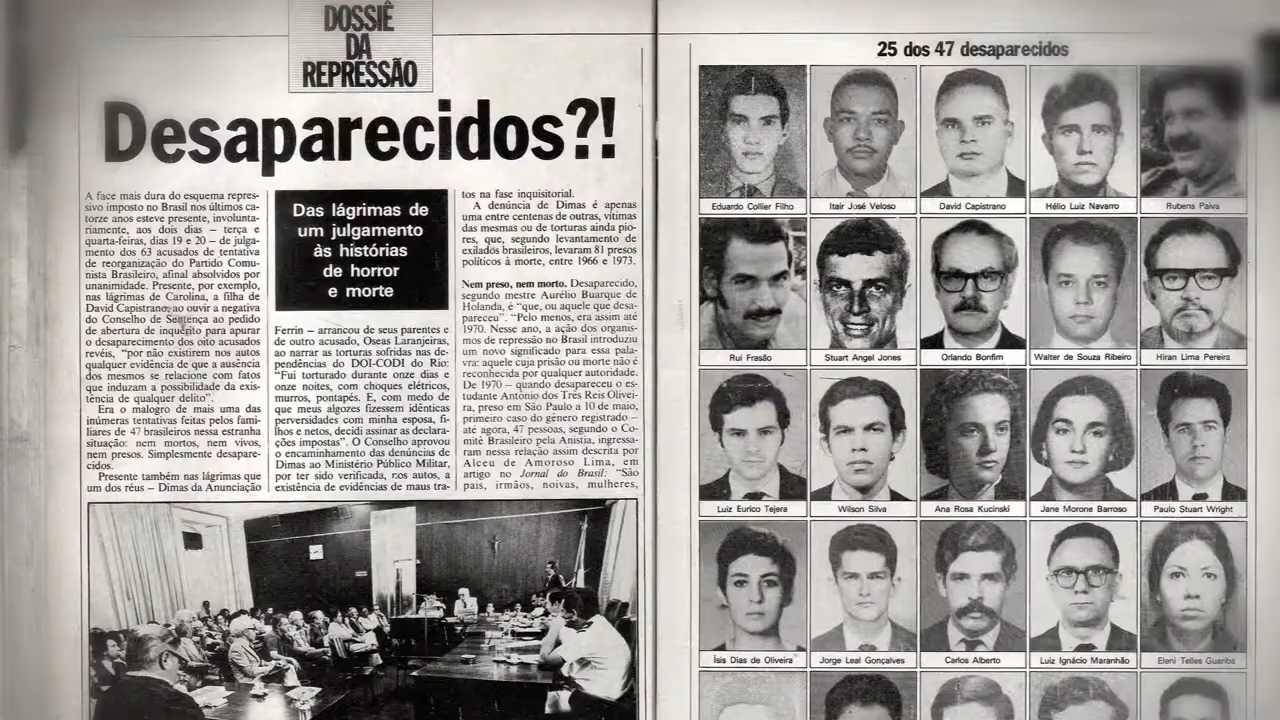 DOSSIÊ
DA
REPRESSÃO
Desaparecidos?!
A face mais dura do esquema repres-
sivo imposto no Brasil nos últimos ca-
torze anos esteve presente, involunta-
riamente, aos dois dias – terça e
quarta-feiras, dias 19 e 20 – de julga-
mento dos 63 acusados de tentativa
de reorganização do Partido Comu-
nista Brasileiro, afinal absolvidos por
unanimidade. Presente, por exemplo,
nas lágrimas de Carolina, a filha de
David Capistrano, ao ouvir a negativa
do Conselho de Sentença ao pedido
de abertura de inquérito para apurar
o desaparecimento dos oito acusados
revéis, “por não existirem nos autos
qualquer evidência de que a ausência
dos mesmos se relacione com fatos
que induzam a possibilidade da exis-
tência de qualquer delito”.
Era o malogro de mais uma das
inúmeras tentativas feitas pelos fami-
liares de 47 brasileiros nessa estranha
situação: nem mortos, nem vivos,
nem presos. Simplesmente desapare-
cidos.
Presente também nas lágrimas que
um dos réus – Dimas da Anunciação
Das lágrimas de
um julgamento
às histórias
de horror
e morte
Ferrin – arrancou de seus parentes e
de outro acusado, Oseas Laranjeiras,
ao narrar as torturas sofridas nas de-
pendências do DOI-CODI do Rio:
“Fui torturado durante onze dias e
onze noites, com choques elétricos,
murros, pontapés. E, com medo de
que meus algozes fizessem idênticas
perversidades com minha esposa, fi-
lhos e netos, decidi assinar as declara-
ções impostas”. O Conselho aprovou
o encaminhamento das denúncias de
Dimas ao Ministério Público Militar,
por ter sido verificada, nos autos, a
existência de evidências de maus tra-
tos na fase inquisitorial.
A denúncia de Dimas é apenas
uma entre centenas de outras, vítimas
das mesmas ou de torturas ainda pio-
res, que, segundo levantamento de
exilados brasileiros, levaram 81 presos
políticos à morte, entre 1966 e 1973.
Nem preso, nem morto. Desaparecido,
segundo mestre Aurélio Buarque de
Holanda, é “que, ou aquele que desa-
pareceu”. “Pelo menos, era assim até
1970. Nesse ano, a ação dos organis-
mos de repressão no Brasil introduziu
um novo significado para essa pala-
vra: aquele cuja prisão ou morte não é
reconhecida por qualquer autoridade.
De 1970 – quando desapareceu o es-
tudante Antônio dos Três Reis Olivei-
ra, preso em São Paulo a 10 de maio,
primeiro caso do gênero registrado –
até agora, 47 pessoas, segundo o Co-
mitê Brasileiro pela Anistia, ingressa-
ram nessa relação assim descrita por
Alceu de Amoroso Lima, em
artigo no Jornal do Brasil: “São
pais, irmãos, noivas, mulheres,
25 dos 47 desaparecidos
Eduardo Collier Filho
Itair José Veloso
David Capistrano
Hélio Luiz Navarro
Rubens Paiva
Rui Frasão
Stuart Angel Jones
Orlando Bonfim
Walter de Souza Ribeiro
Hiran Lima Pereira
Luiz Eurico Tejera
Wilson Silva
Ana Rosa Kucinski
Jane Morone Barroso
Paulo Stuart Wright
Ísis Dias de Oliveira
Jorge Leal Gonçalves
Carlos Alberto
Luiz Ignácio Maranhão
Eleni Telles Guariba